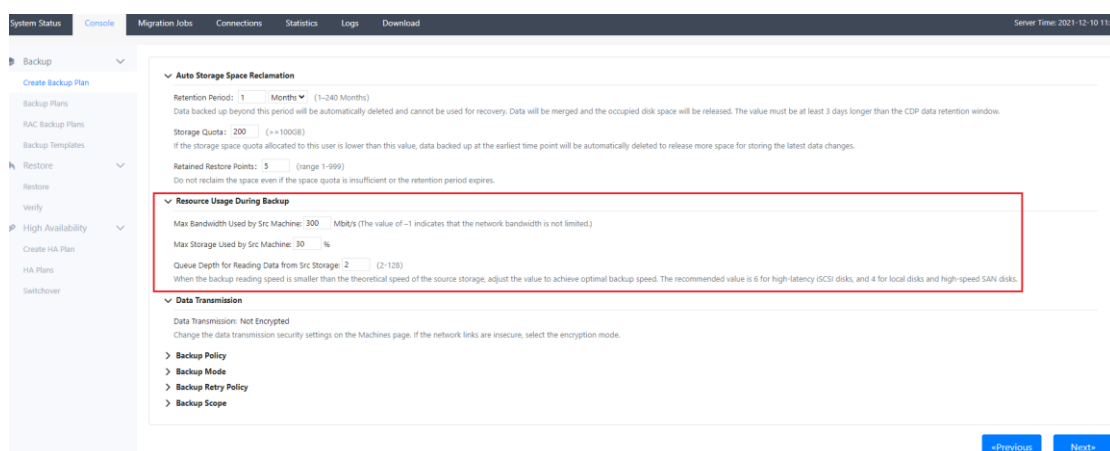 System Status Console Migration Jobs Connections Statistics Logs Download Server Time: 2021-12-10 11:
Backup
Create Backup Plan
Backup Plans
RAC Backup Plans
Backup Templates
Restore
Restore
Verify
High Availability
Create HA Plan
HA Plans
Switchover
Auto Storage Space Reclamation
Retention Period: 1 Months (1–240 Months)
Data backed up beyond this period will be automatically deleted and cannot be used for recovery. Data will be merged and the occupied disk space will be released. The value must be at least 3 days longer than the CDP data retention window.
Storage Quota: 200 (>=100GB)
If the storage space quota allocated to this user is lower than this value, data backed up at the earliest time point will be automatically deleted to release more space for storing the latest data changes.
Retained Restore Points: 5 (range 1-999)
Do not reclaim the space even if the space quota is insufficient or the retention period expires.
Resource Usage During Backup
Max Bandwidth Used by Src Machine: 300 Mbit/s (The value of –1 indicates that the network bandwidth is not limited.)
Max Storage Used by Src Machine: 30 %
Queue Depth for Reading Data from Src Storage: 2 (2-128)
When the backup reading speed is smaller than the theoretical speed of the source storage, adjust the value to achieve optimal backup speed. The recommended value is 6 for high-latency iSCSI disks, and 4 for local disks and high-speed SAN disks.
Data Transmission
Data Transmission: Not Encrypted
Change the data transmission security settings on the Machines page. If the network links are insecure, select the encryption mode.
Backup Policy
Backup Mode
Backup Retry Policy
Backup Scope
«Previous Next»